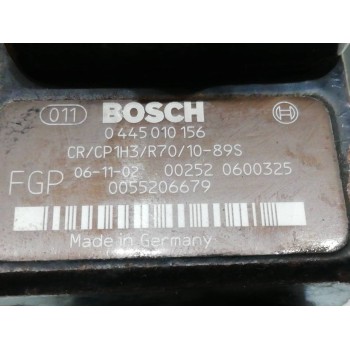 011 BOSCH
0 445 010 156
CR/CP1H3/R70/10-89S
FGP 06-11-02 00252 0600325
0055206679
Made in Germany